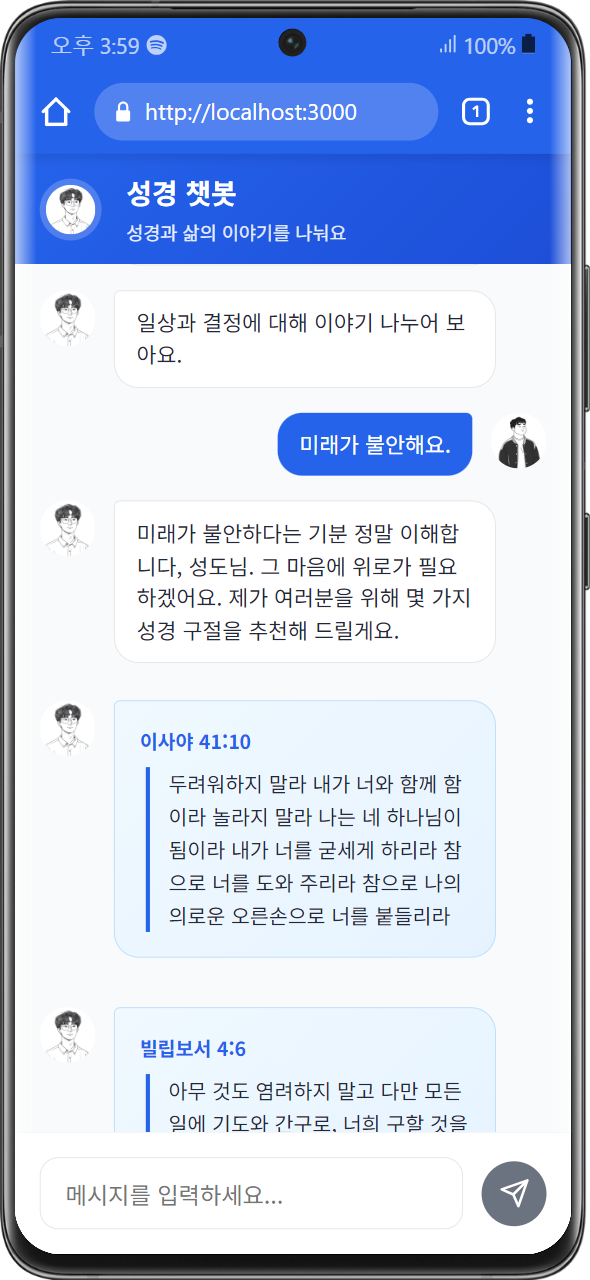 오후 3:59
100%
http://localhost:3000
1
성경 챗봇
성경과 삶의 이야기를 나눠요
일상과 결정에 대해 이야기 나누어 보
아요.
미래가 불안해요.
미래가 불안하다는 기분 정말 이해합
니다, 성도님. 그 마음에 위로가 필요
하겠어요. 제가 여러분을 위해 몇 가지
성경 구절을 추천해 드릴게요.
이사야 41:10
두려워하지 말라 내가 너와 함께 함
이라 놀라지 말라 나는 네 하나님이
됨이라 내가 너를 굳세게 하리라 참
으로 너를 도와 주리라 참으로 나의
의로운 오른손으로 너를 붙들리라
빌립보서 4:6
아무 것도 염려하지 말고 다만 모든
일에 기도와 간구로, 너희 구할 것을
메시지를 입력하세요...